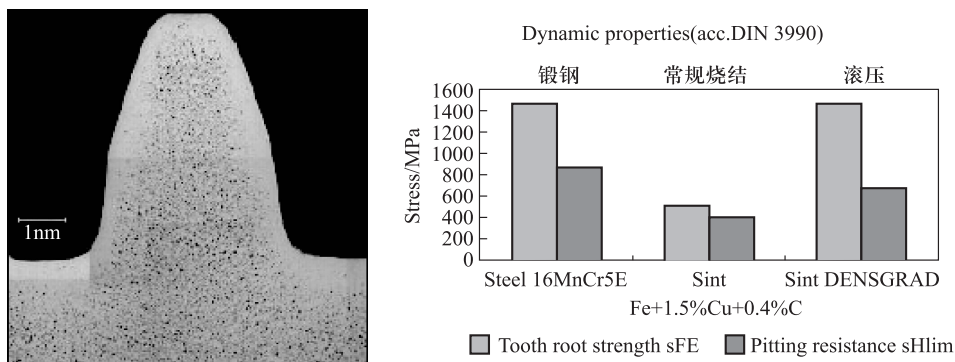 1nm
Dynamic properties(acc.DIN 3990)
锻钢 常规烧结 滚压
Stress/MPa
1600
1400
1200
1000
800
600
400
200
0
Steel 16MnCr5E Sint Sint DENSGRAD
Fe+1.5%Cu+0.4%C
Tooth root strength sFE Pitting resistance sHlim